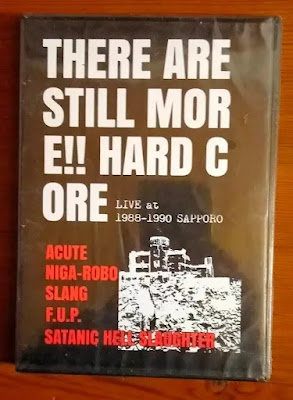 THERE ARE
STILL MOR
E!! HARD C
ORE
LIVE at
1988-1990 SAPPORO
ACUTE
NIGA-ROBO
SLANG
F.U.P.
SATANIC HELL SLAUGHTER